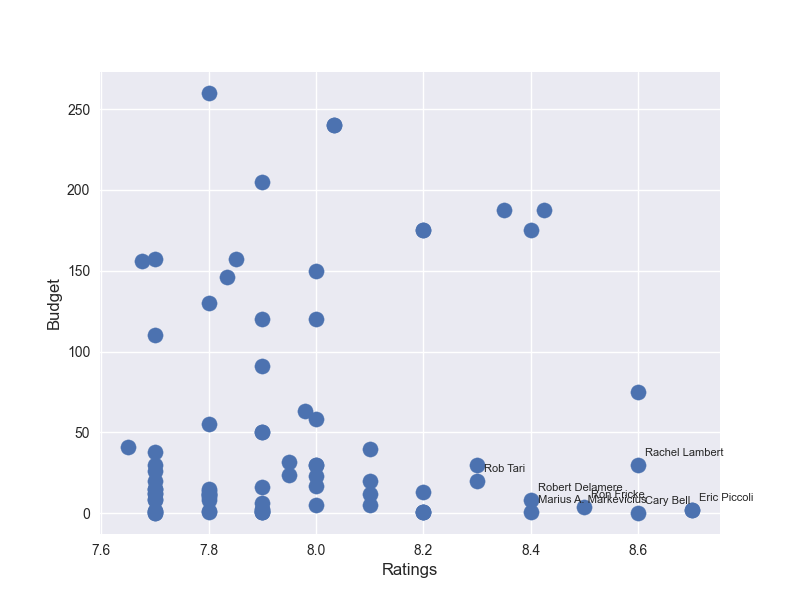 250
200
150
100
50
0
Budget
Rachel Lambert
Rob Tari
Robert Delamere
Ron Fricke
Eric Piccoli
Marius A. Markevicius
Cary Bell
7.6 7.8 8.0 8.2 8.4 8.6
Ratings